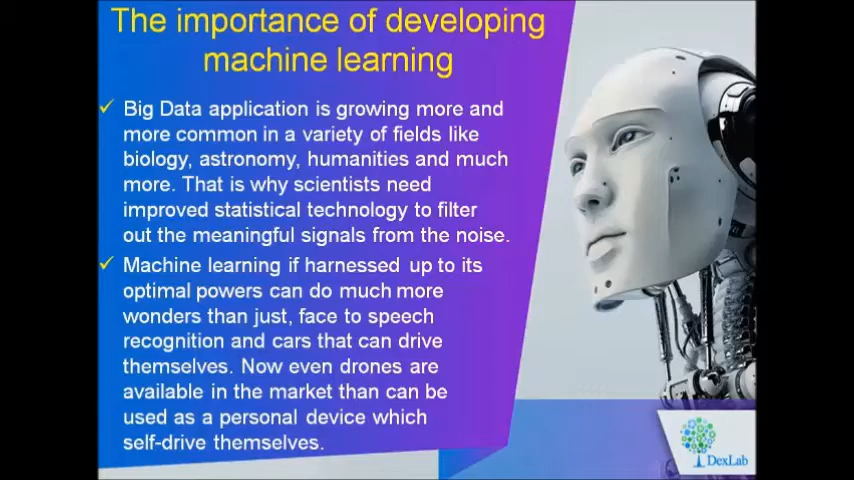 The importance of developing
machine learning
Big Data application is growing more and
more common in a variety of fields like
biology, astronomy, humanities and much
more. That is why scientists need
improved statistical technology to filter
out the meaningful signals from the noise.
Machine learning if harnessed up to its
optimal powers can do much more
wonders than just, face to speech
recognition and cars that can drive
themselves. Now even drones are
available in the market than can be
used as a personal device which
self-drive themselves.
DexLab